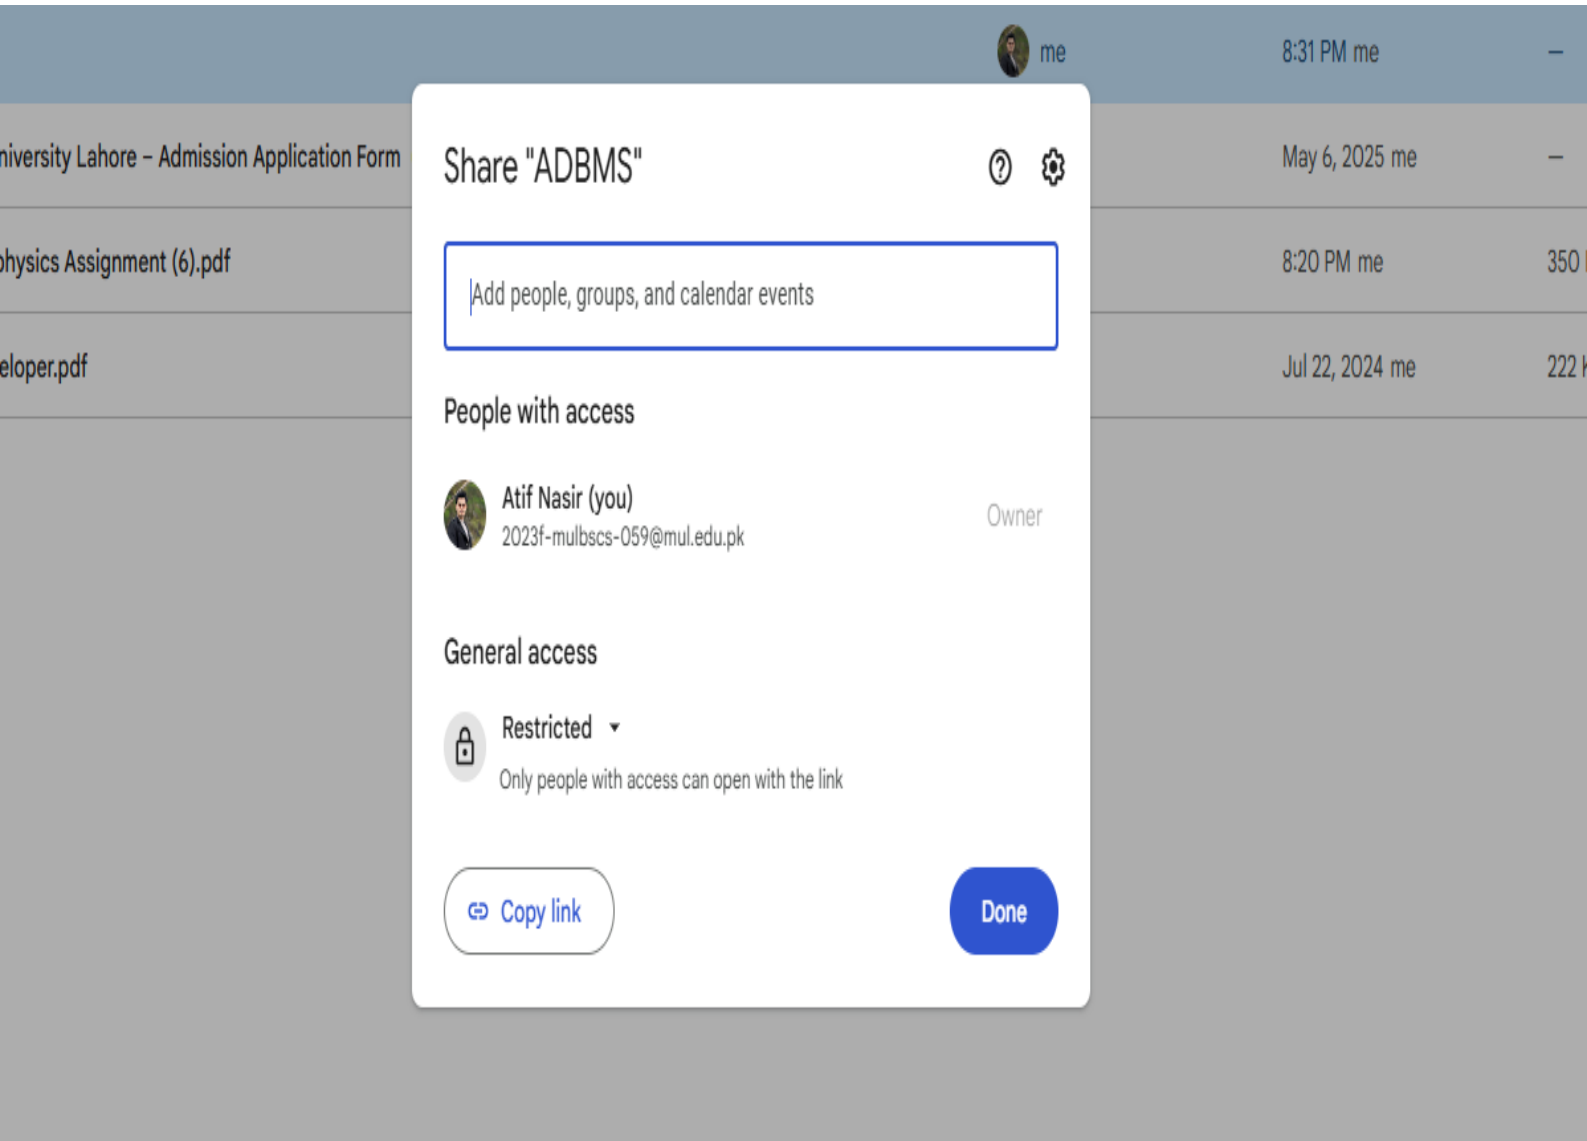 me 8:31 PM me –
niversity Lahore – Admission Application Form May 6, 2025 me –
physics Assignment (6).pdf 8:20 PM me 350
eloper.pdf Jul 22, 2024 me 222
Share "ADBMS"
Add people, groups, and calendar events
People with access
Atif Nasir (you)
2023f-mulbscs-059@mul.edu.pk
Owner
General access
Restricted
Only people with access can open with the link
Copy link
Done